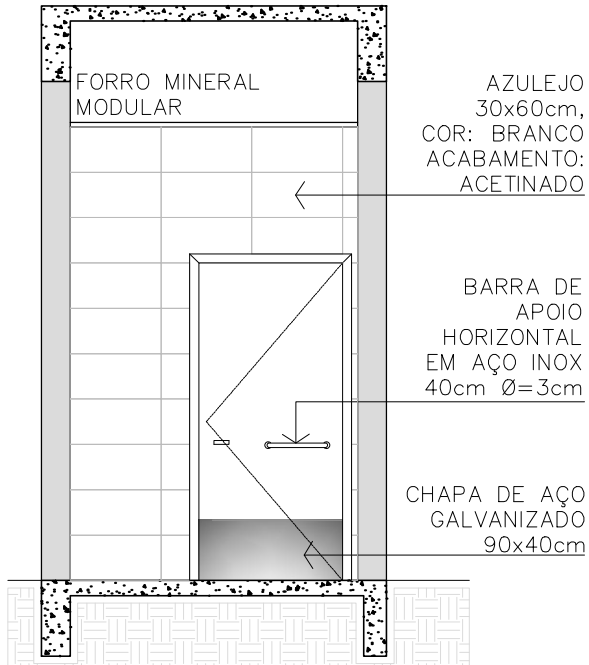 FORRO MINERAL
MODULAR
AZULEJO
30x60cm,
COR: BRANCO
ACABAMENTO:
ACETINADO
BARRA DE
APOIO
HORIZONTAL
EM AÇO INOX
40cm Ø=3cm
CHAPA DE AÇO
GALVANIZADO
90x40cm